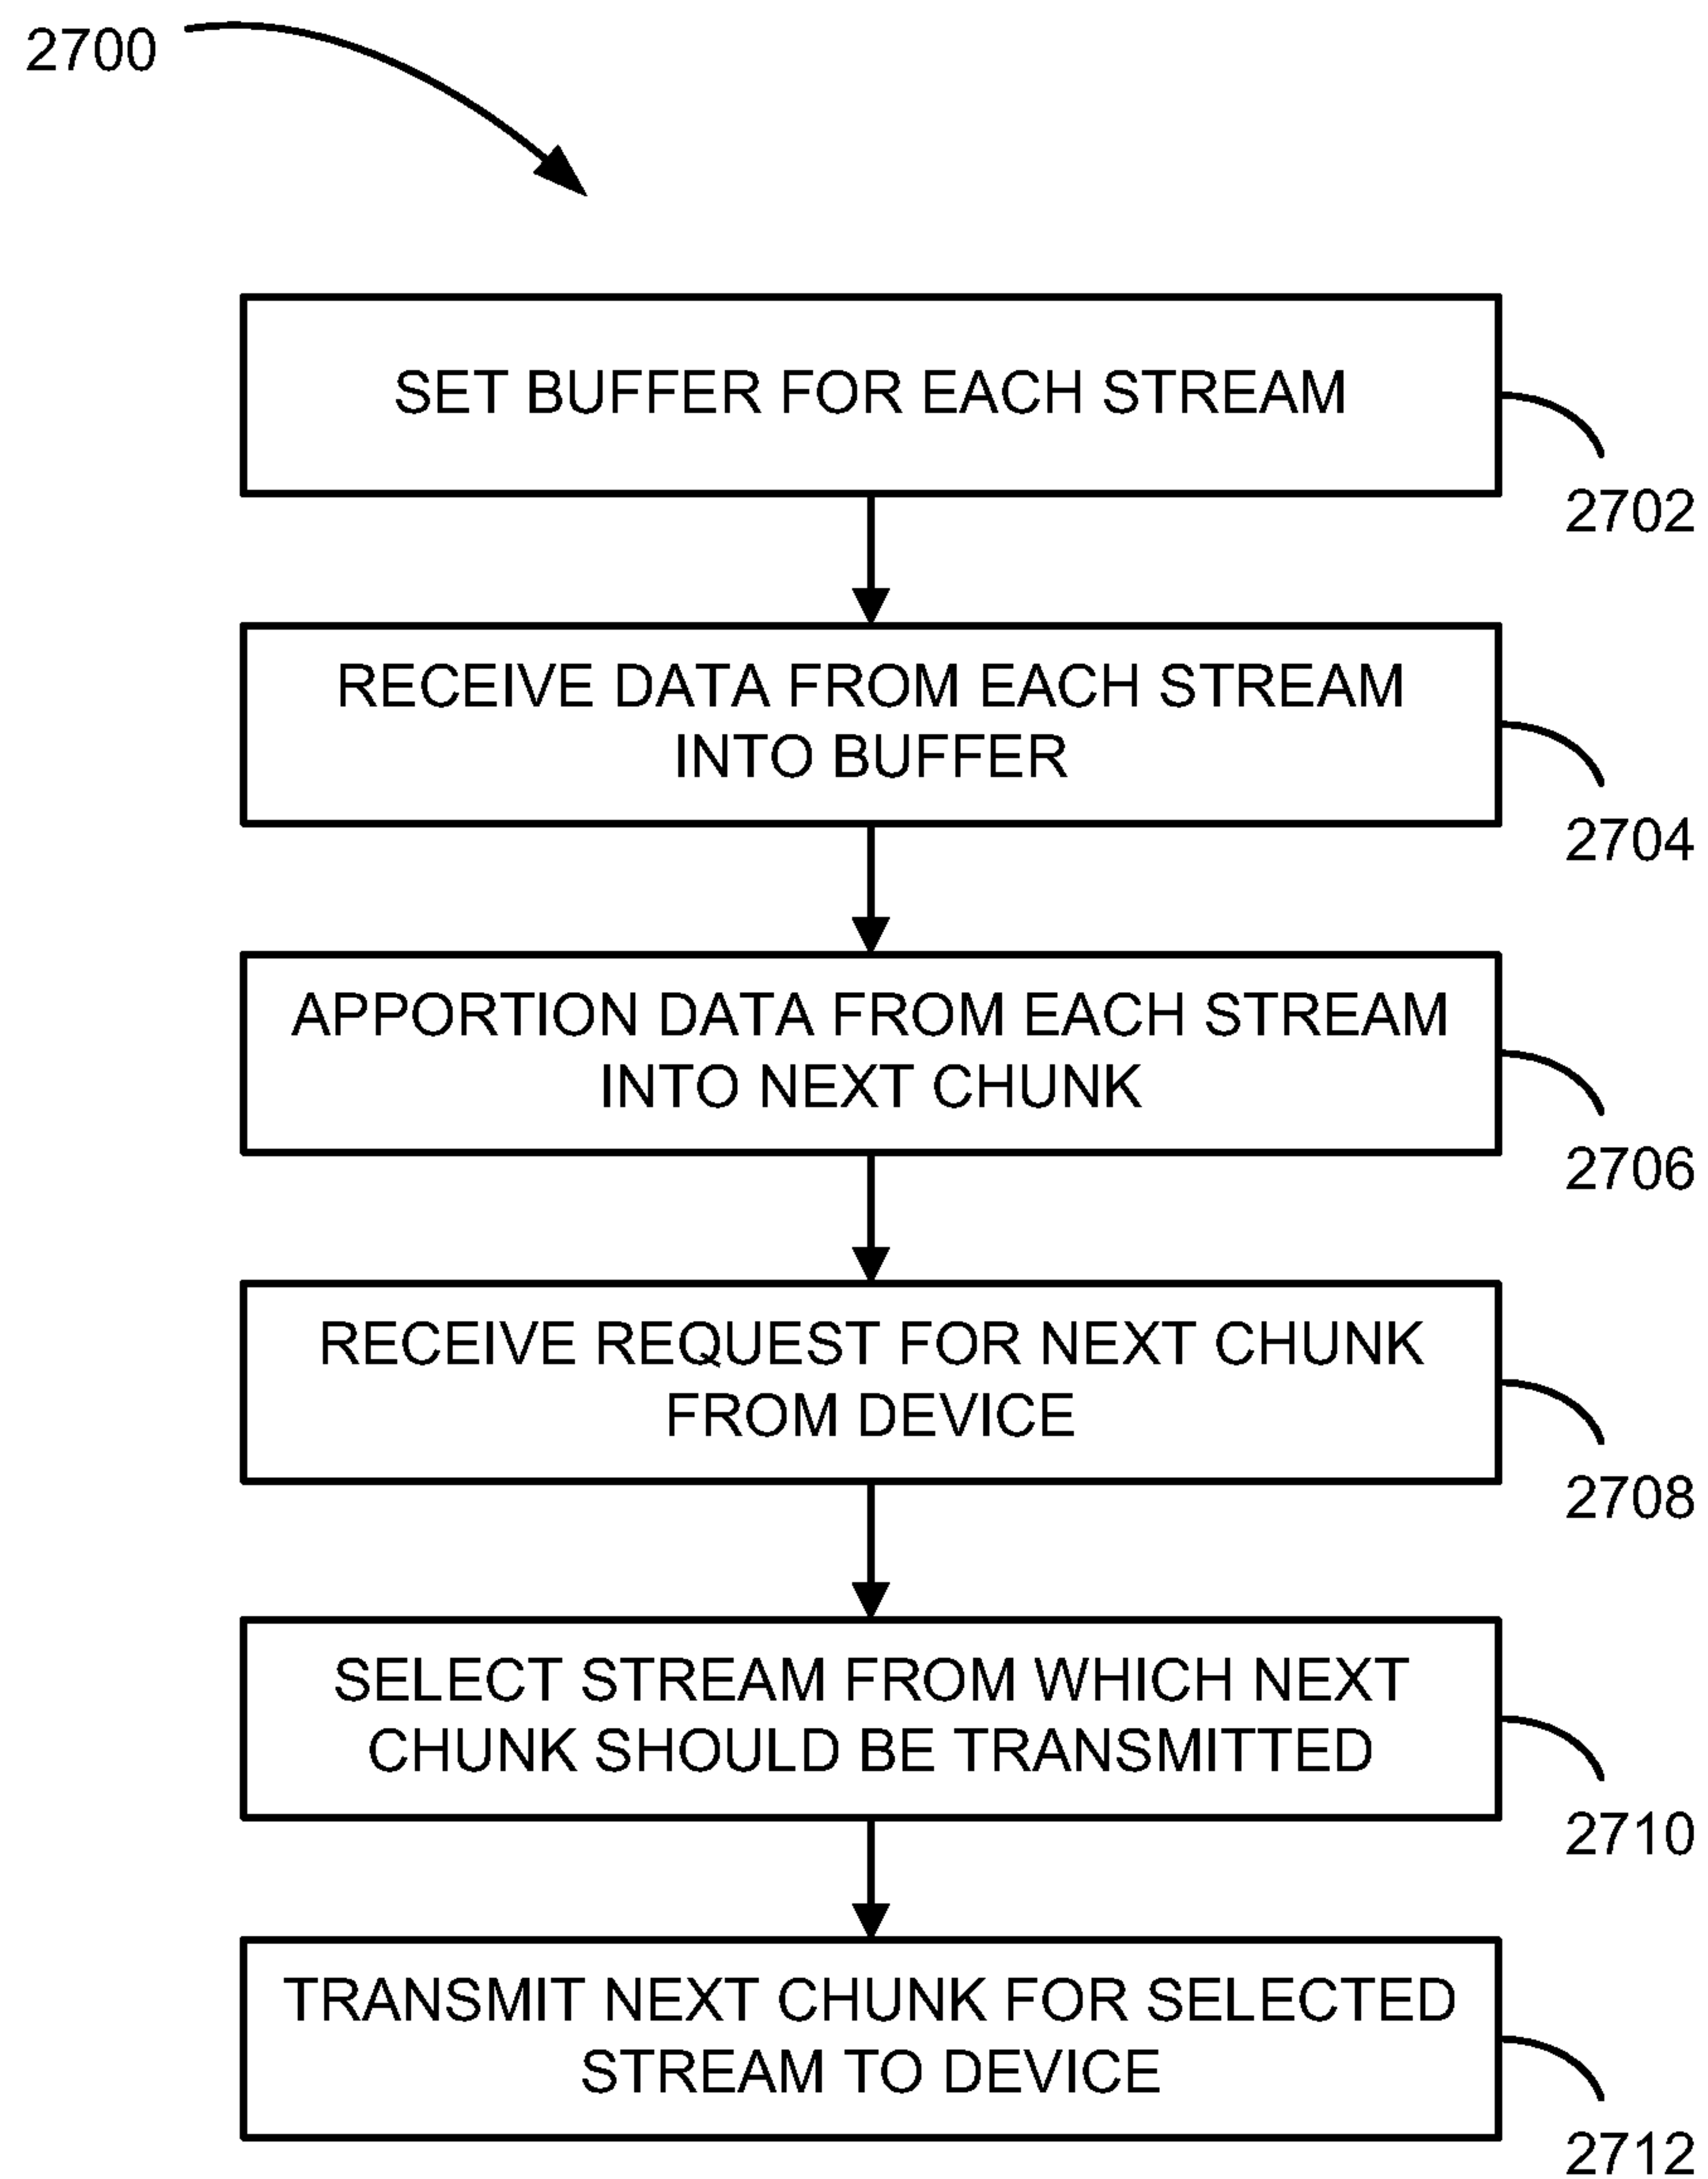 2700
SET BUFFER FOR EACH STREAM
2702
RECEIVE DATA FROM EACH STREAM
INTO BUFFER
2704
APPORTION DATA FROM EACH STREAM
INTO NEXT CHUNK
2706
RECEIVE REQUEST FOR NEXT CHUNK
FROM DEVICE
2708
SELECT STREAM FROM WHICH NEXT
CHUNK SHOULD BE TRANSMITTED
2710
TRANSMIT NEXT CHUNK FOR SELECTED
STREAM TO DEVICE
2712